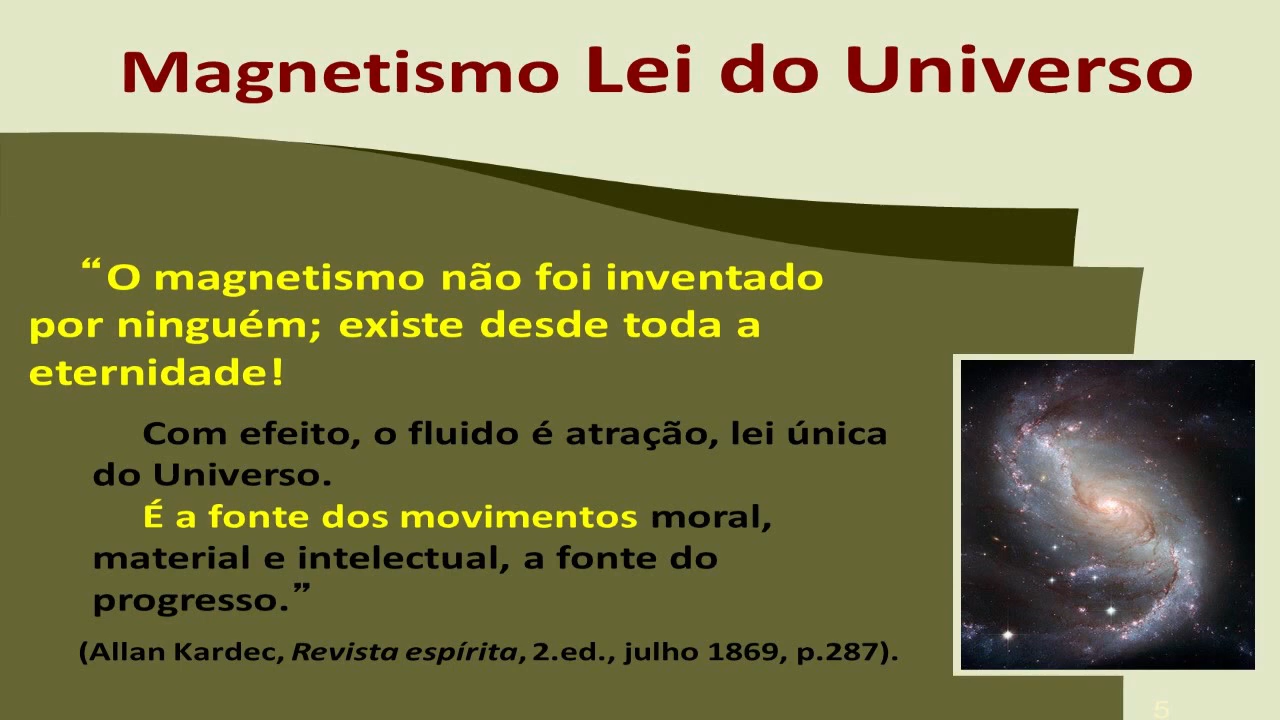 Magnetismo Lei do Universo
“O magnetismo não foi inventado
por ninguém; existe desde toda a
eternidade!
Com efeito, o fluido é atração, lei única
do Universo.
É a fonte dos movimentos moral,
material e intelectual, a fonte do
progresso.”
(Allan Kardec, Revista espírita, 2.ed., julho 1869, p.287).
5